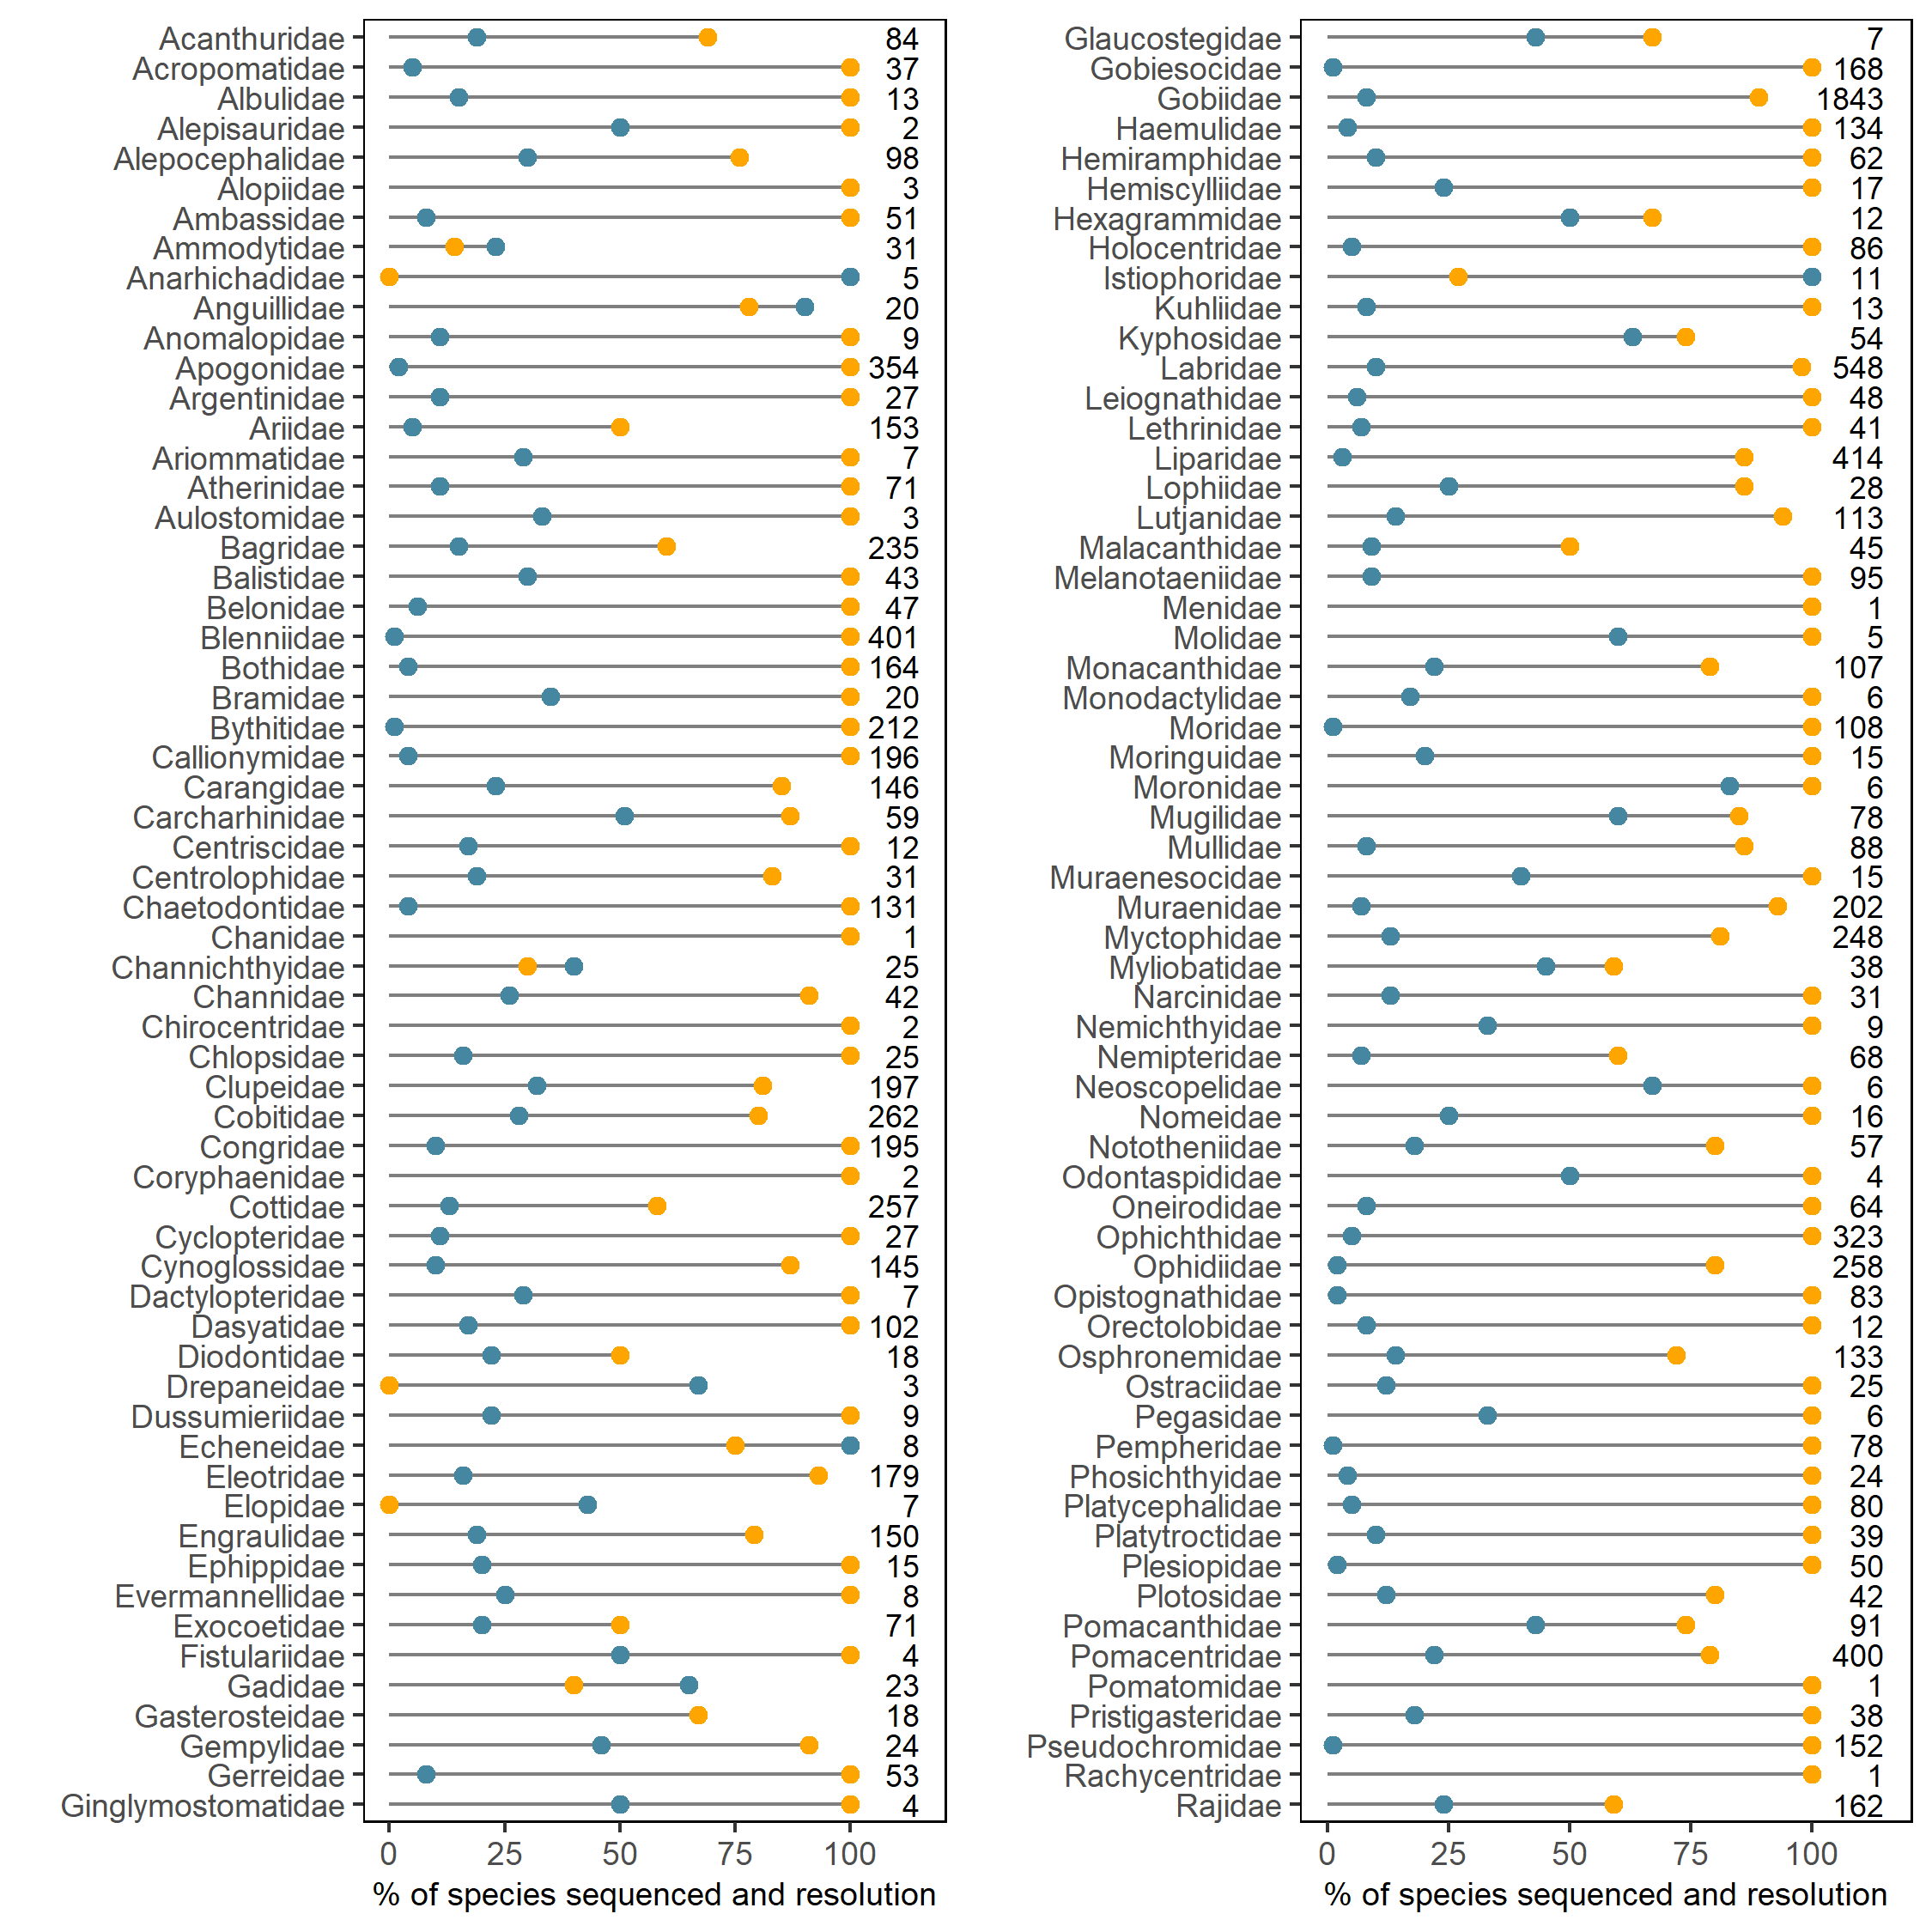 Acanthuridae 84
Acropomatidae 37
Albulidae 13
Alepisauridae 2
Alepocephalidae 98
Alopiidae 3
Ambassidae 51
Ammodytidae 31
Anarhichadidae 5
Anguillidae 20
Anomalopidae 9
Apogonidae 354
Argentinidae 27
Ariidae 153
Ariommatidae 7
Atherinidae 71
Aulostomidae 3
Bagridae 235
Balistidae 43
Belonidae 47
Blenniidae 401
Bothidae 164
Bramidae 20
Bythitidae 212
Callionymidae 196
Carangidae 146
Carcharhinidae 59
Centriscidae 12
Centrolophidae 31
Chaetodontidae 131
Chanidae 1
Channichthyidae 25
Channidae 42
Chirocentridae 2
Chlopsidae 25
Clupeidae 197
Cobitidae 262
Congridae 195
Coryphaenidae 2
Cottidae 257
Cyclopteridae 27
Cynoglossidae 145
Dactylopteridae 7
Dasyatidae 102
Diodontidae 18
Drepaneidae 3
Dussumieriidae 9
Echeneidae 8
Eleotridae 179
Elopidae 7
Engraulidae 150
Ephippidae 15
Evermannellidae 8
Exocoetidae 71
Fistulariidae 4
Gadidae 23
Gasterosteidae 18
Gempylidae 24
Gerreidae 53
Ginglymostomatidae 4
0 25 50 75 100
% of species sequenced and resolution
Glaucostegidae 7
Gobiesocidae 168
Gobiidae 1843
Haemulidae 134
Hemiramphidae 62
Hemiscylliidae 17
Hexagrammidae 12
Holocentridae 86
Istiophoridae 11
Kuhliidae 13
Kyphosidae 54
Labridae 548
Leiognathidae 48
Lethrinidae 41
Liparidae 414
Lophiidae 28
Lutjanidae 113
Malacanthidae 45
Melanotaeniidae 95
Menidae 1
Molidae 5
Monacanthidae 107
Monodactylidae 6
Moridae 108
Moringuidae 15
Moronidae 6
Mugilidae 78
Mullidae 88
Muraenesocidae 15
Muraenidae 202
Myctophidae 248
Myliobatidae 38
Narcinidae 31
Nemichthyidae 9
Nemipteridae 68
Neoscopelidae 6
Nomeidae 16
Nototheniidae 57
Odontaspididae 4
Oneirodidae 64
Ophichthidae 323
Ophidiidae 258
Opistognathidae 83
Orectolobidae 12
Osphronemidae 133
Ostraciidae 25
Pegasidae 6
Pempheridae 78
Phosichthyidae 24
Platycephalidae 80
Platytroctidae 39
Plesiopidae 50
Plotosidae 42
Pomacanthidae 91
Pomacentridae 400
Pomatomidae 1
Pristigasteridae 38
Pseudochromidae 152
Rachycentridae 1
Rajidae 162
0 25 50 75 100
% of species sequenced and resolution